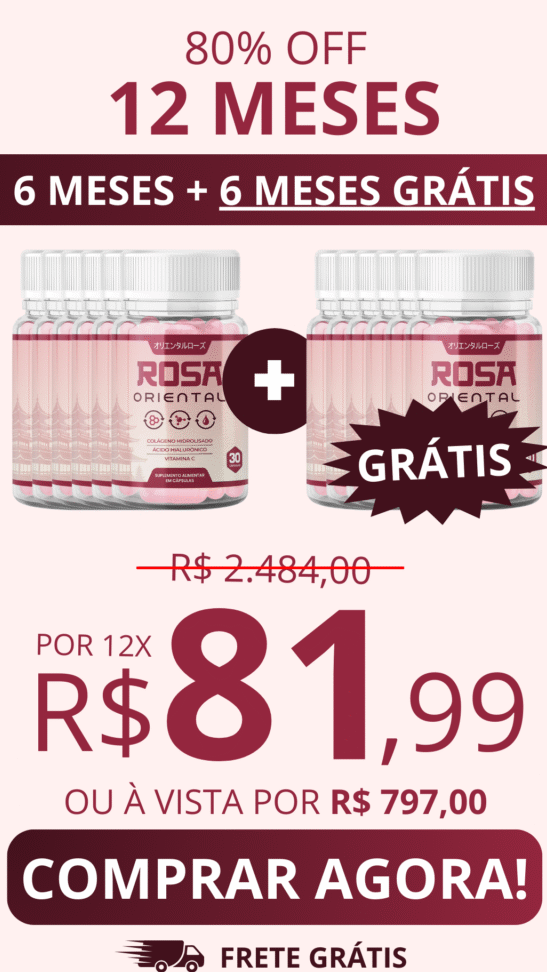 80% OFF
12 MESES
6 MESES + 6 MESES GRÁTIS
オリエンタルローズ
ROSA
ORIENTAL
COLÁGENO HIDROLISADO
ÁCIDO HIALURÔNICO
VITAMINA C
30
SUPLEMENTO ALIMENTAR
EM CÁPSULAS
+
オリエンタルローズ
ROSA
ORIENTAL
GRÁTIS
R$ 2.484,00
POR 12X
R$81,99
OU À VISTA POR R$ 797,00
COMPRAR AGORA!
FRETE GRÁTIS